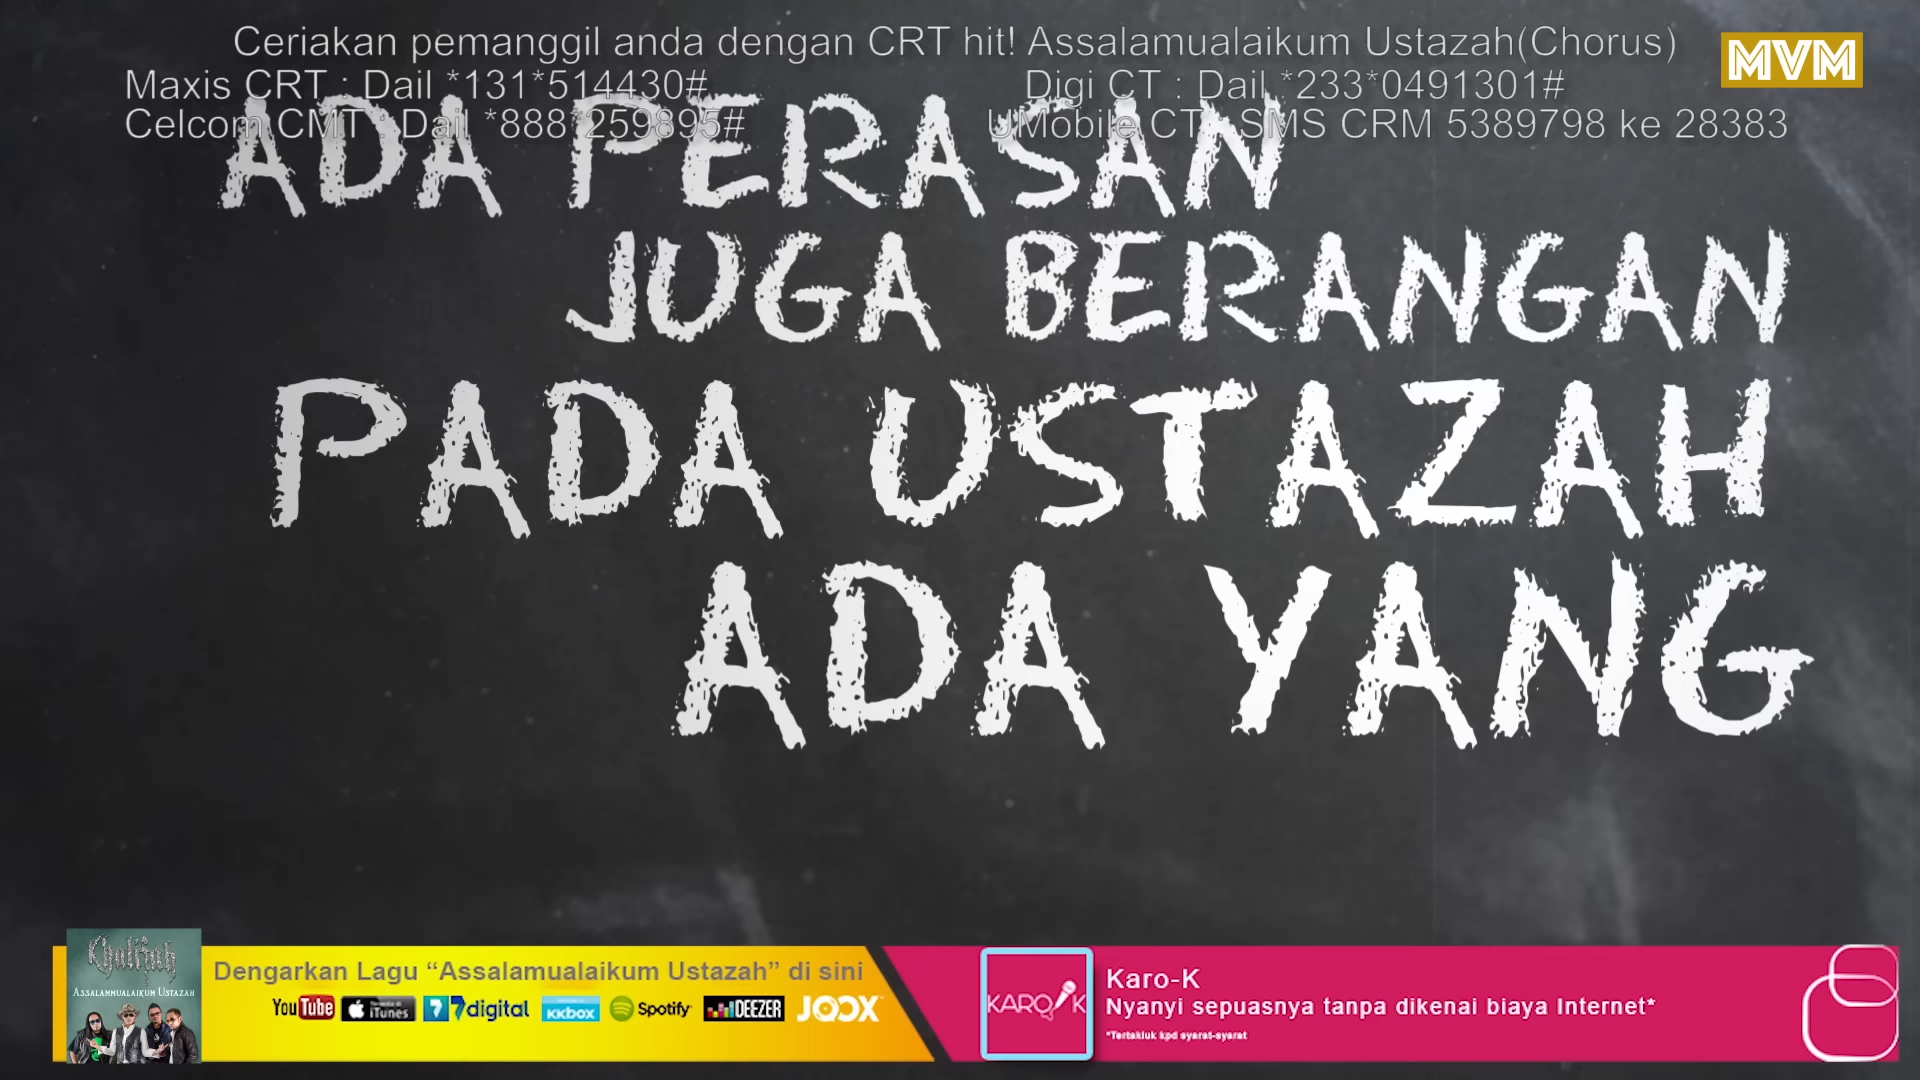 Ceriakan pemanggil anda dengan CRT hit! Assalamualaikum Ustazah(Chorus)
MVM
Maxis CRT : Dail *131*514430#
Digi CT : Dail *233*0491301#
Celcom CMT : Dail *888*259895#
UMobile CT : SMS CRM 5389798 ke 28383
ADA PERASAN
JUGA BERANGAN
PADA USTAZAH
ADA YANG
Khalifah
ASSALAMMUALAIKUM USTAZAH
Dengarkan Lagu “Assalamualaikum Ustazah” di sini
YouTube iTunes 7digital KKBOX Spotify DEEZER JOOX
KARO K
Karo-K
Nyanyi sepuasnya tanpa dikenai biaya Internet*
*Tertakluk kpd syarat-syarat